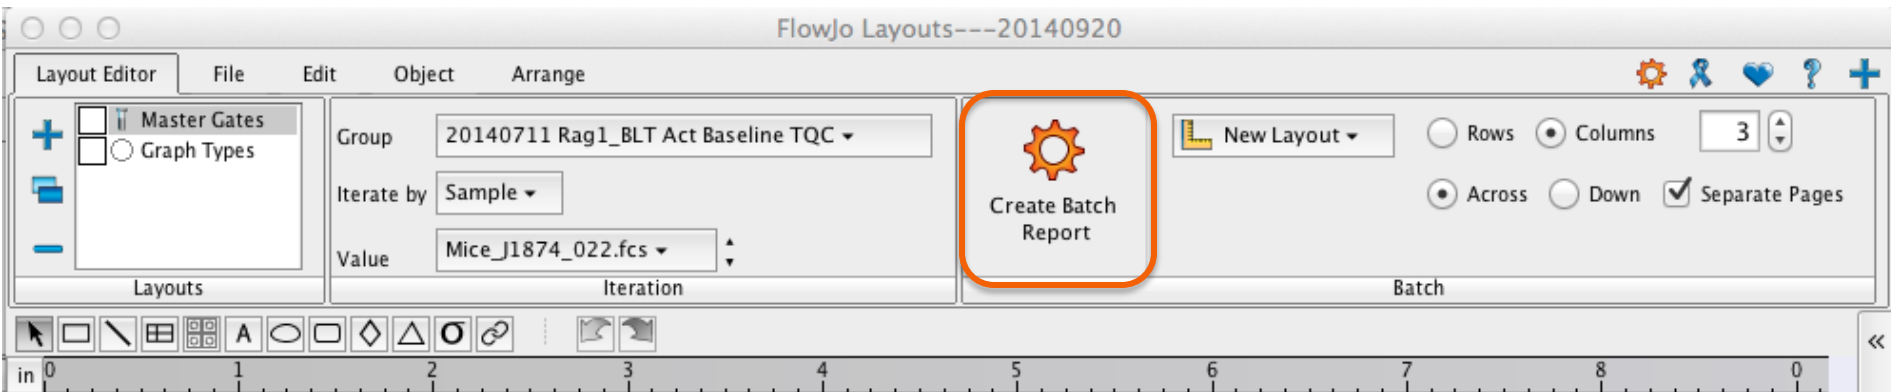 FlowJo Layouts---20140920
Layout Editor File Edit Object Arrange
Master Gates
Graph Types
Layouts
Group 20140711 Rag1_BLT Act Baseline TQC
Iterate by Sample
Value Mice_J1874_022.fcs
Iteration
Create Batch
Report
New Layout Rows Columns 3
Across Down Separate Pages
Batch
A σ
in 0 1 2 3 4 5 6 7 8 0